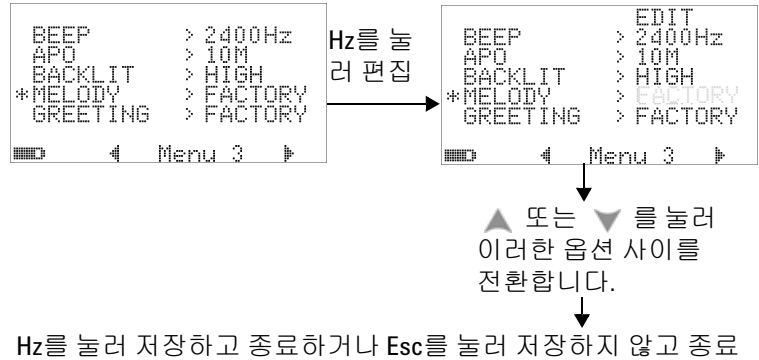 BEEP > 2400Hz
APO > 10M
BACKLIT > HIGH
*MELODY > FACTORY
GREETING > FACTORY
Menu 3
Hz를 눌
러 편집
EDIT
BEEP > 2400Hz
APO > 10M
BACKLIT > HIGH
*MELODY > FACTORY
GREETING > FACTORY
Menu 3
또는 를 눌러
이러한 옵션 사이를
전환합니다.
Hz를 눌러 저장하고 종료하거나 Esc를 눌러 저장하지 않고 종료